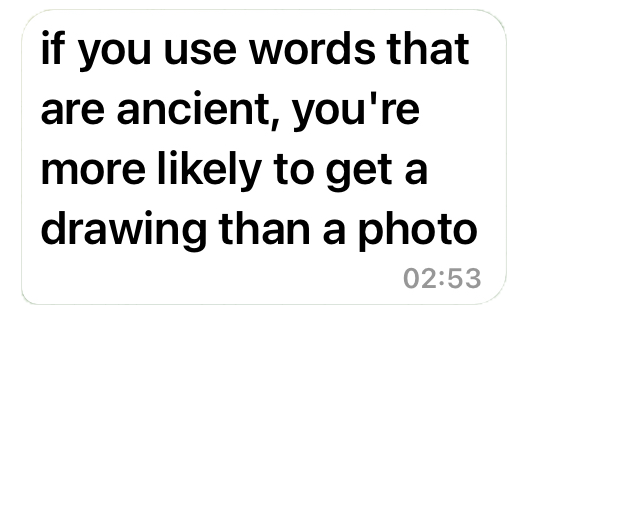 if you use words that
are ancient, you're
more likely to get a
drawing than a photo
02:53